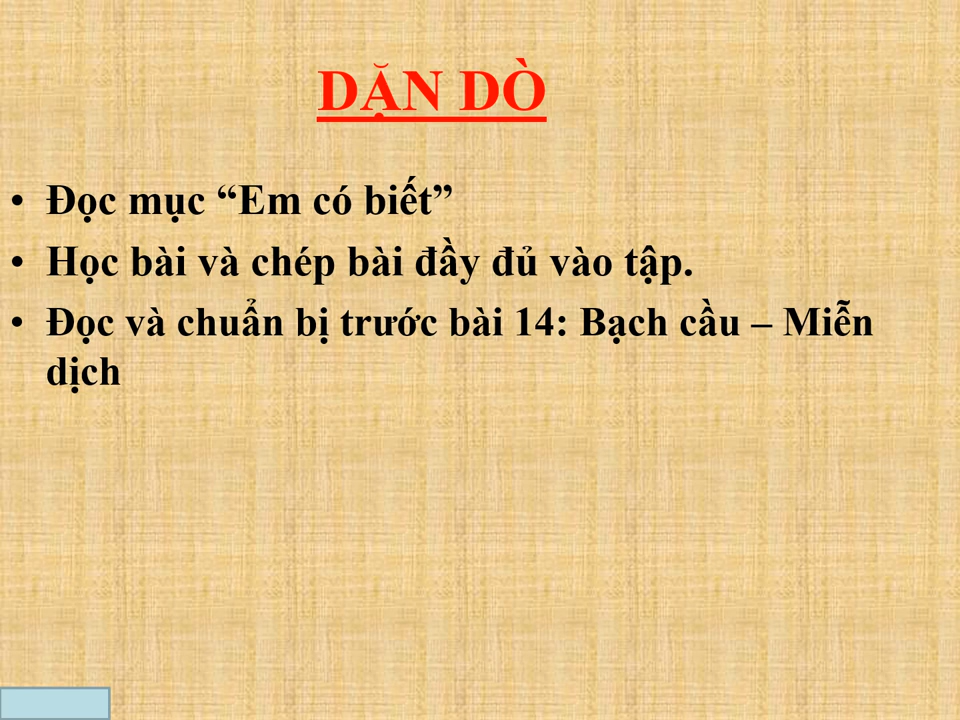 DẶN DÒ
• Đọc mục “Em có biết”
• Học bài và chép bài đầy đủ vào tập.
• Đọc và chuẩn bị trước bài 14: Bạch cầu – Miễn
dịch